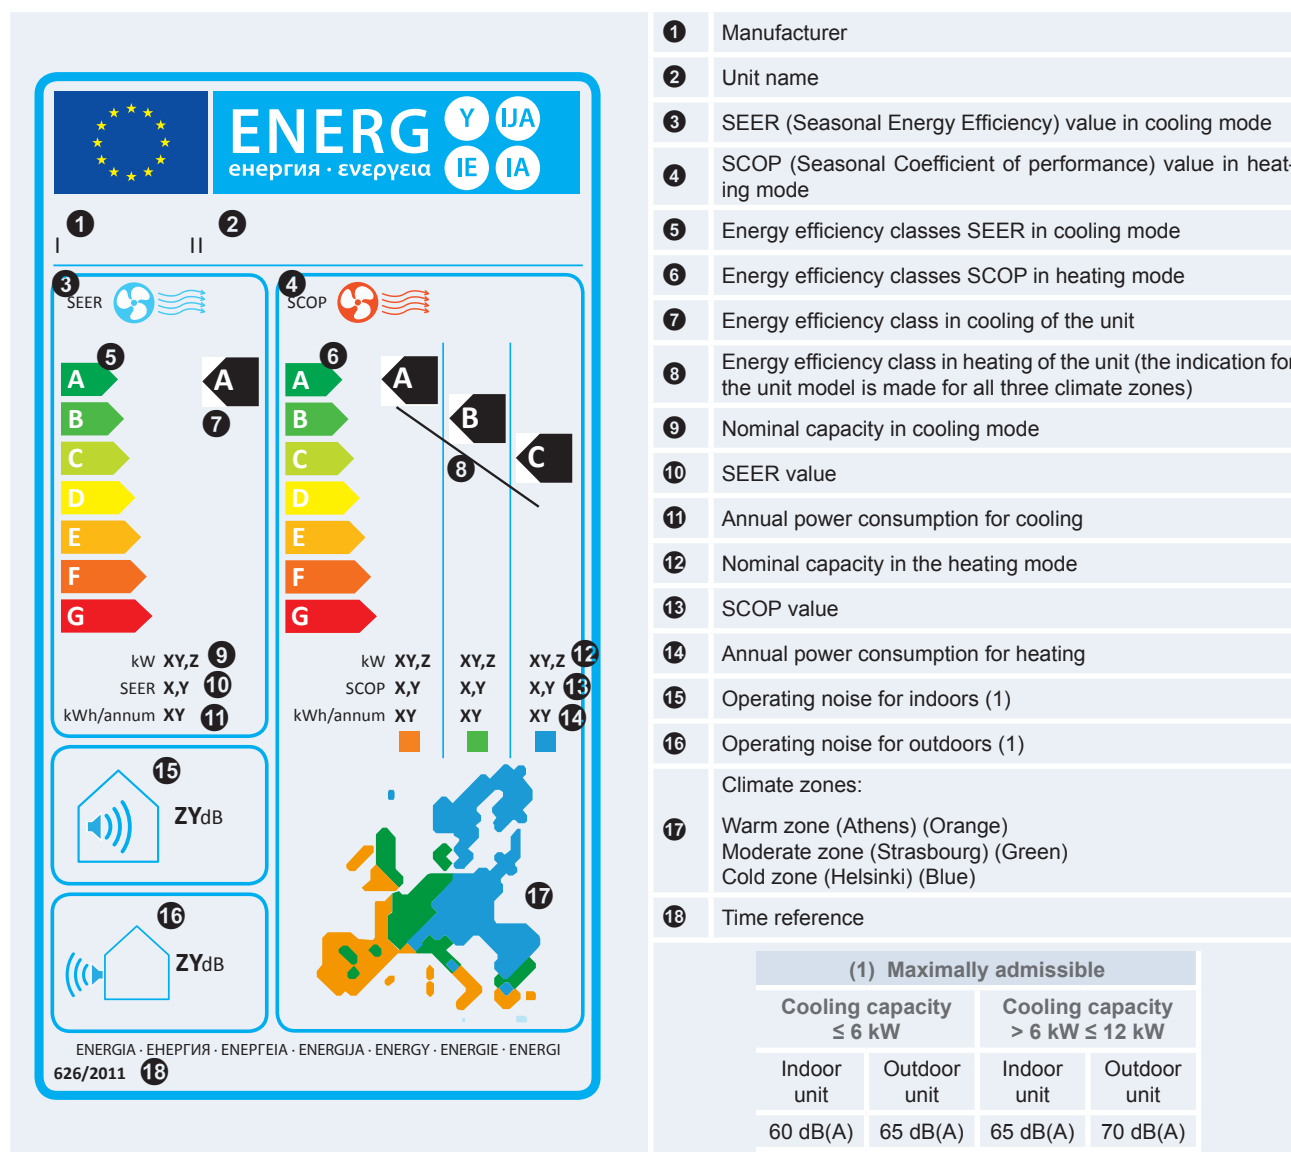 ENERG
енергия · ενεργεια
Y IJA
IE IA
1 2
I II
3 SEER
4 SCOP
5
A
B
C
D
E
F
G
A
7
6
A
B
C
D
E
F
G
A
B
C
8
kW XY,Z 9
SEER X,Y 10
kWh/annum XY 11
kW XY,Z XY,Z XY,Z 12
SCOP X,Y X,Y X,Y 13
kWh/annum XY XY XY 14
15
ZYdB
16
ZYdB
17
ENERGIA · ЕНЕРГИЯ · ΕΝΕΡΓΕΙΑ · ENERGIJA · ENERGY · ENERGIE · ENERGI
626/2011 18
1 Manufacturer
2 Unit name
3 SEER (Seasonal Energy Efficiency) value in cooling mode
4 SCOP (Seasonal Coefficient of performance) value in heat-
ing mode
5 Energy efficiency classes SEER in cooling mode
6 Energy efficiency classes SCOP in heating mode
7 Energy efficiency class in cooling of the unit
8 Energy efficiency class in heating of the unit (the indication for
the unit model is made for all three climate zones)
9 Nominal capacity in cooling mode
10 SEER value
11 Annual power consumption for cooling
12 Nominal capacity in the heating mode
13 SCOP value
14 Annual power consumption for heating
15 Operating noise for indoors (1)
16 Operating noise for outdoors (1)
17 Climate zones:
Warm zone (Athens) (Orange)
Moderate zone (Strasbourg) (Green)
Cold zone (Helsinki) (Blue)
18 Time reference
(1) Maximally admissible
Cooling capacity Cooling capacity
≤ 6 kW > 6 kW ≤ 12 kW
Indoor Outdoor Indoor Outdoor
unit unit unit unit
60 dB(A) 65 dB(A) 65 dB(A) 70 dB(A)